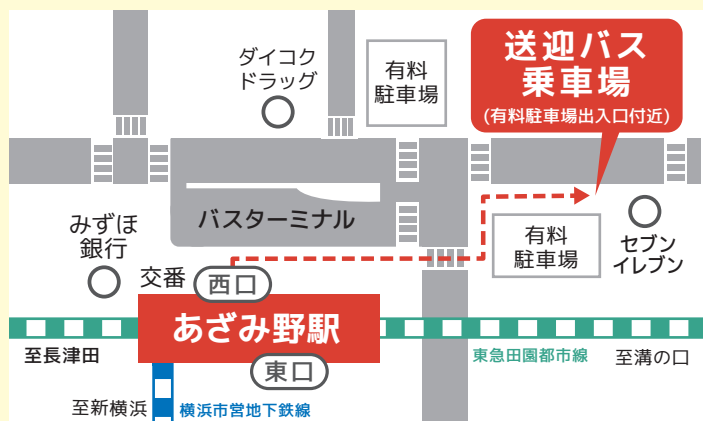 送迎バス
乗車場
(有料駐車場出入口付近)
ダイコク
ドラッグ
有料
駐車場
バスターミナル
みずほ
銀行
交番
西口
有料
駐車場
セブン
イレブン
あざみ野駅
東口
至長津田
東急田園都市線
至溝の口
至新横浜
横浜市営地下鉄線